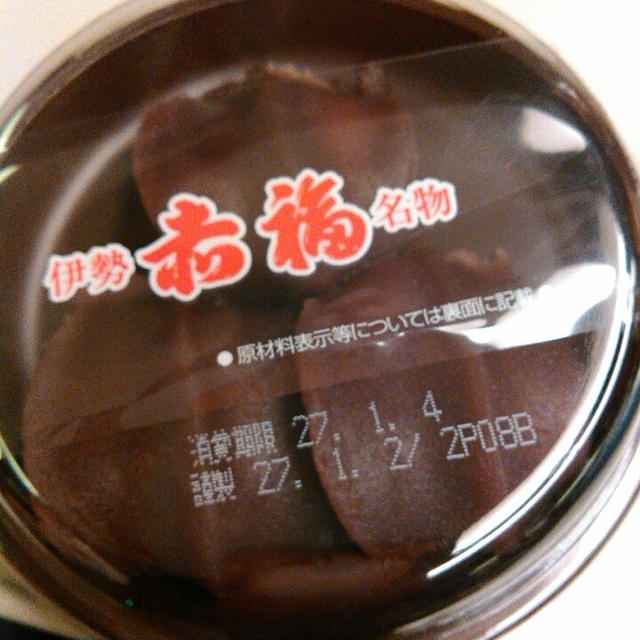 伊勢 赤福 名物
●原材料表示等については裏面に記載
消費期限 27. 1. 4
謹製 27. 1. 2/ 2P08B